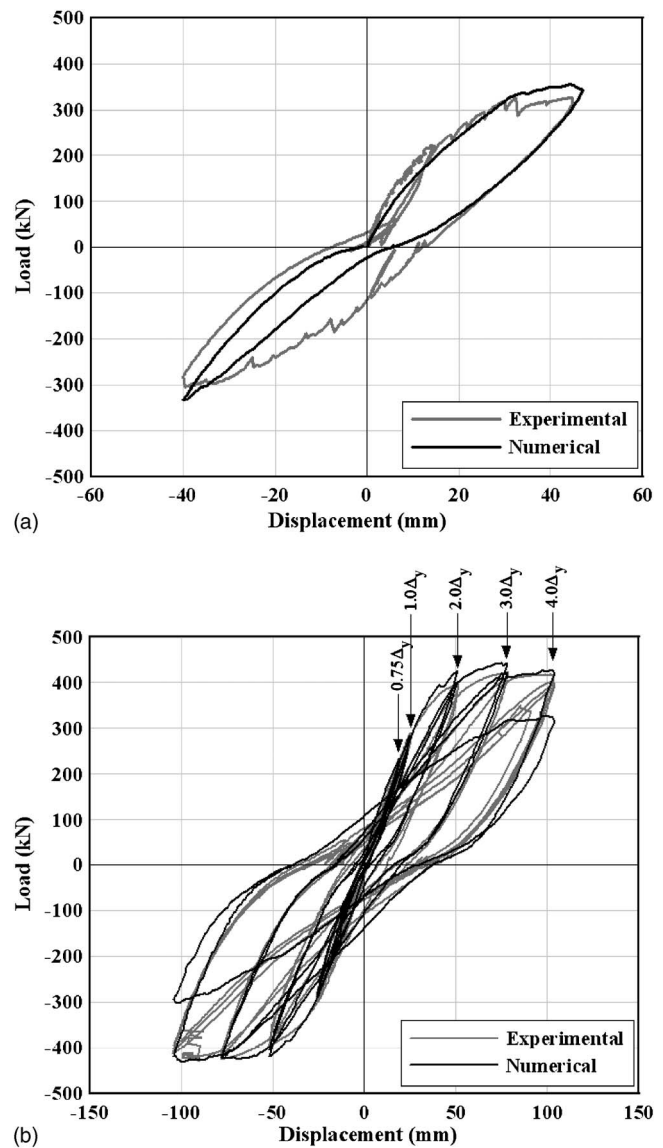 500
400
300
200
100
0
-100
-200
-300
-400
-500
Load (kN)
Experimental
Numerical
-60 -40 -20 0 20 40 60
(a) Displacement (mm)
0.75Δy
1.0Δy
2.0Δy
3.0Δy
4.0Δy
500
400
300
200
100
0
-100
-200
-300
-400
-500
Load (kN)
Experimental
Numerical
-150 -100 -50 0 50 100 150
(b) Displacement (mm)